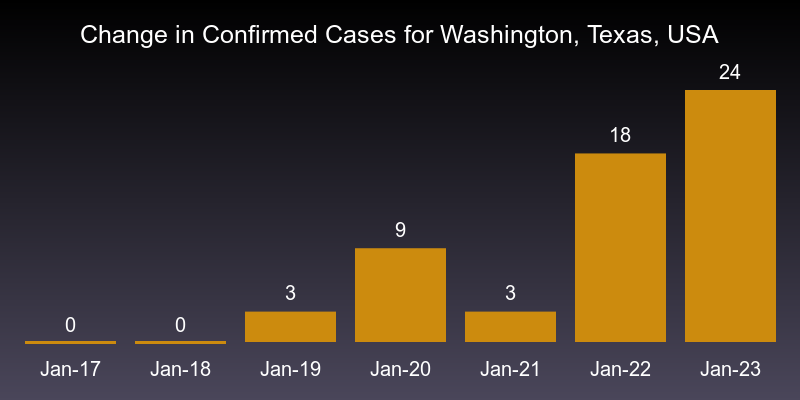 Change in Confirmed Cases for Washington, Texas, USA
24
18
9
3
3
0
0
Jan-17
Jan-18
Jan-19
Jan-20
Jan-21
Jan-22
Jan-23